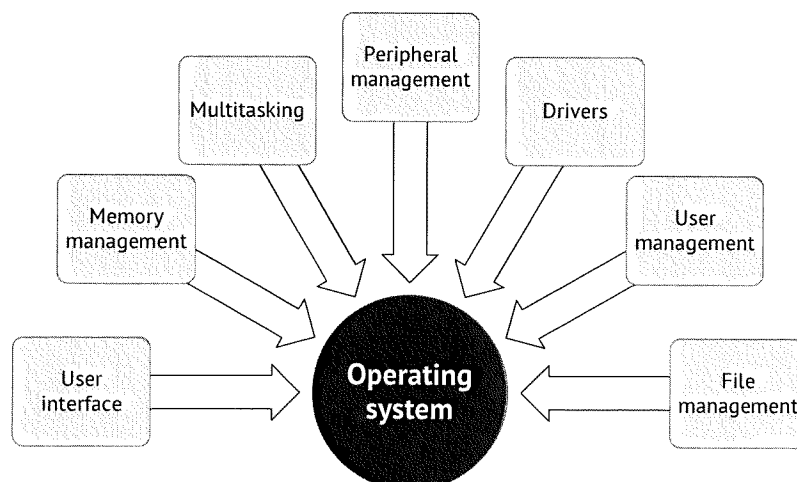 Peripheral
management
Multitasking
Drivers
Memory
management
User
management
User
interface
Operating
system
File
management